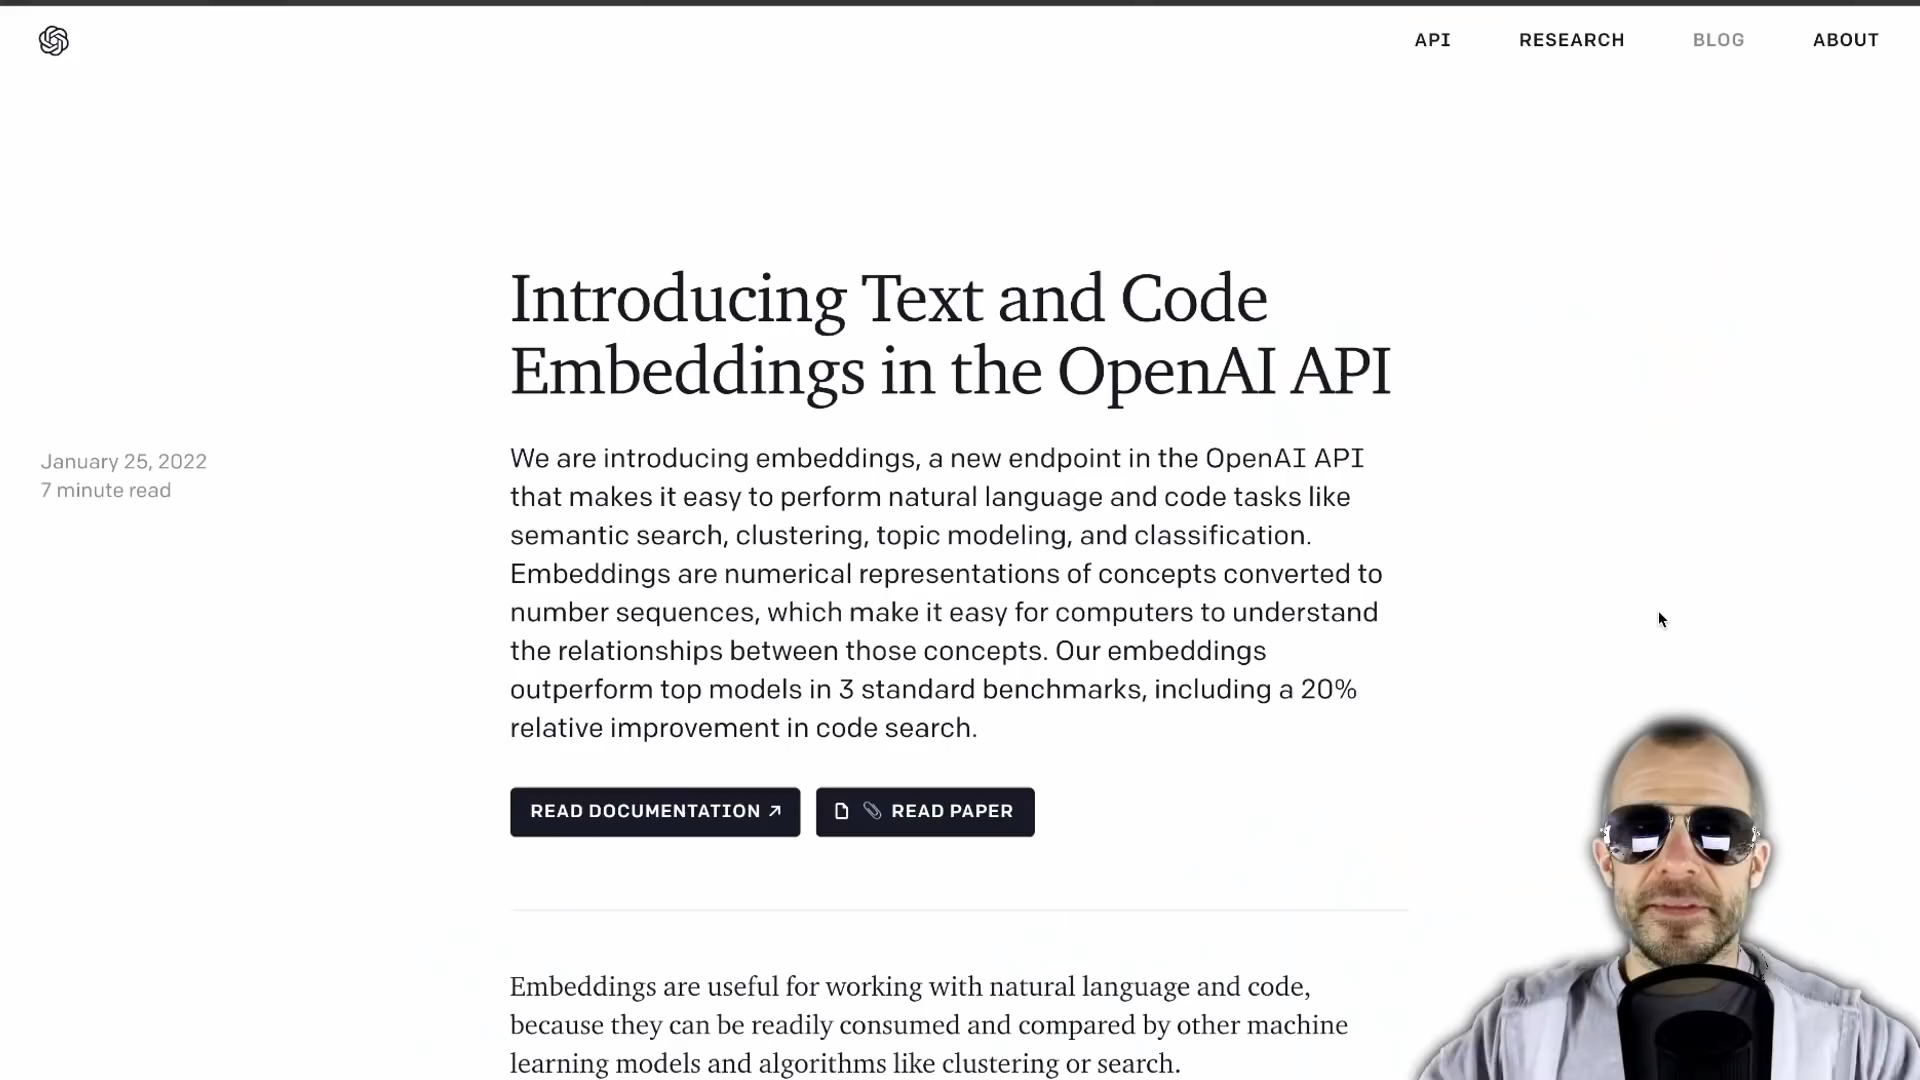 API RESEARCH BLOG ABOUT
Introducing Text and Code
Embeddings in the OpenAI API
January 25, 2022
7 minute read
We are introducing embeddings, a new endpoint in the OpenAI API
that makes it easy to perform natural language and code tasks like
semantic search, clustering, topic modeling, and classification.
Embeddings are numerical representations of concepts converted to
number sequences, which make it easy for computers to understand
the relationships between those concepts. Our embeddings
outperform top models in 3 standard benchmarks, including a 20%
relative improvement in code search.
READ DOCUMENTATION ↗ READ PAPER
Embeddings are useful for working with natural language and code,
because they can be readily consumed and compared by other machine
learning models and algorithms like clustering or search.